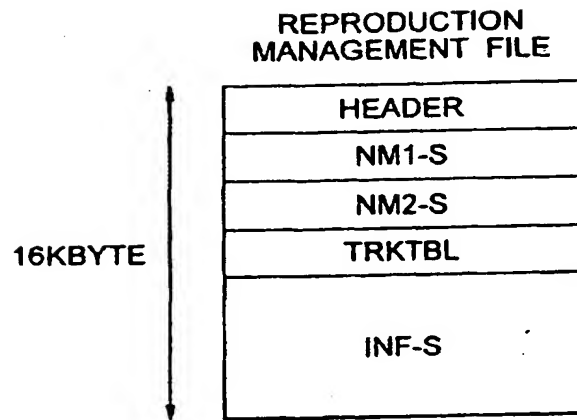 REPRODUCTION
MANAGEMENT FILE
HEADER
NM1-S
NM2-S
16KBYTE
TRKTBL
INF-S